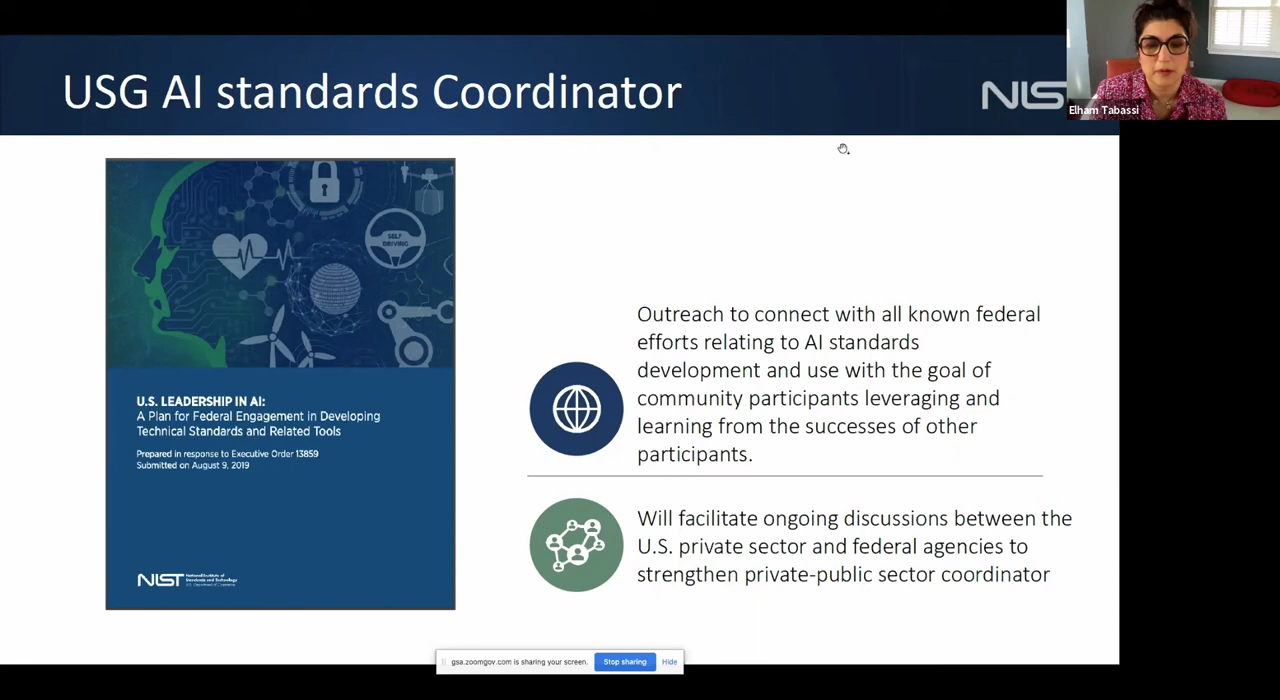 USG AI standards Coordinator
NIS
Elham Tabassi
SELF
DRIVING
U.S. LEADERSHIP IN AI:
A Plan for Federal Engagement in Developing
Technical Standards and Related Tools
Prepared in response to Executive Order 13859
Submitted on August 9, 2019
NIST
National Institute of
Standards and Technology
U.S. Department of Commerce
Outreach to connect with all known federal
efforts relating to AI standards
development and use with the goal of
community participants leveraging and
learning from the successes of other
participants.
Will facilitate ongoing discussions between the
U.S. private sector and federal agencies to
strengthen private-public sector coordinator
gsa.zoomgov.com is sharing your screen.
Stop sharing
Hide